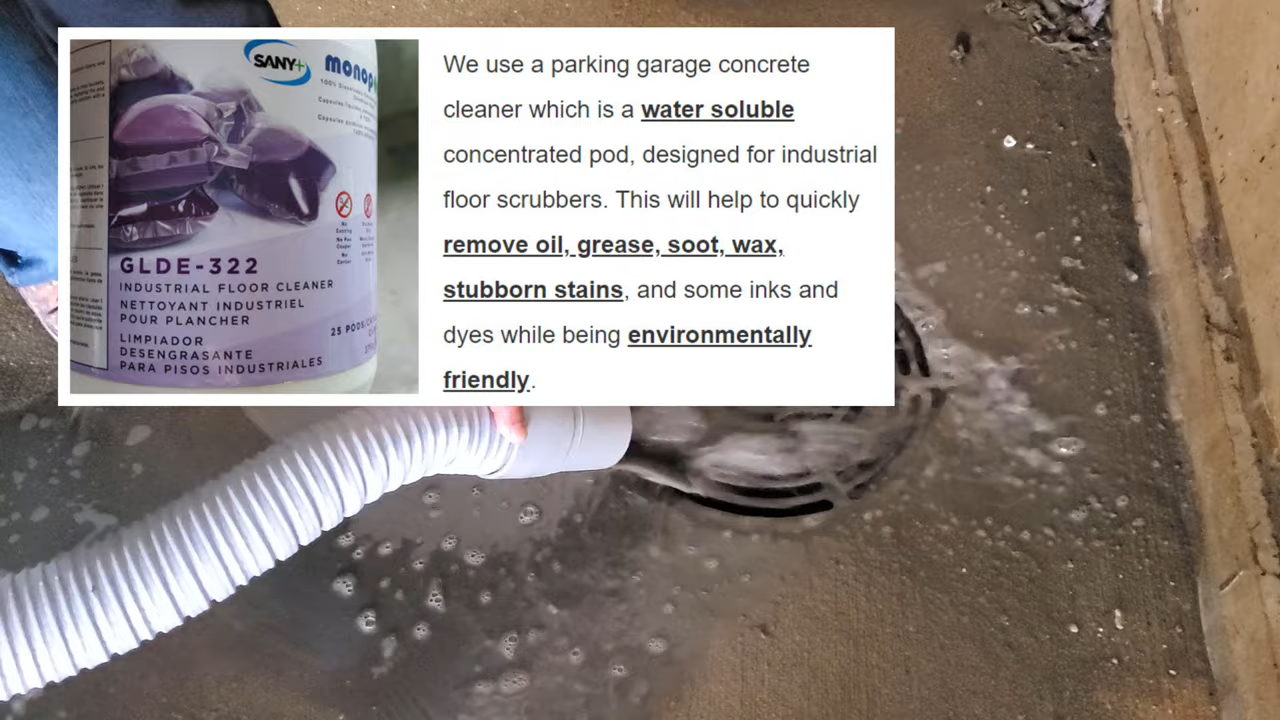 SANY+
We use a parking garage concrete
cleaner which is a water soluble
concentrated pod, designed for industrial
floor scrubbers. This will help to quickly
remove oil, grease, soot, wax,
stubborn stains, and some inks and
dyes while being environmentally
friendly.
GLDE-322
INDUSTRIAL FLOOR CLEANER
NETTOYANT INDUSTRIEL
POUR PLANCHER
25 PODS
LIMPIADOR
DESENGRASANTE
PARA PISOS INDUSTRIALES